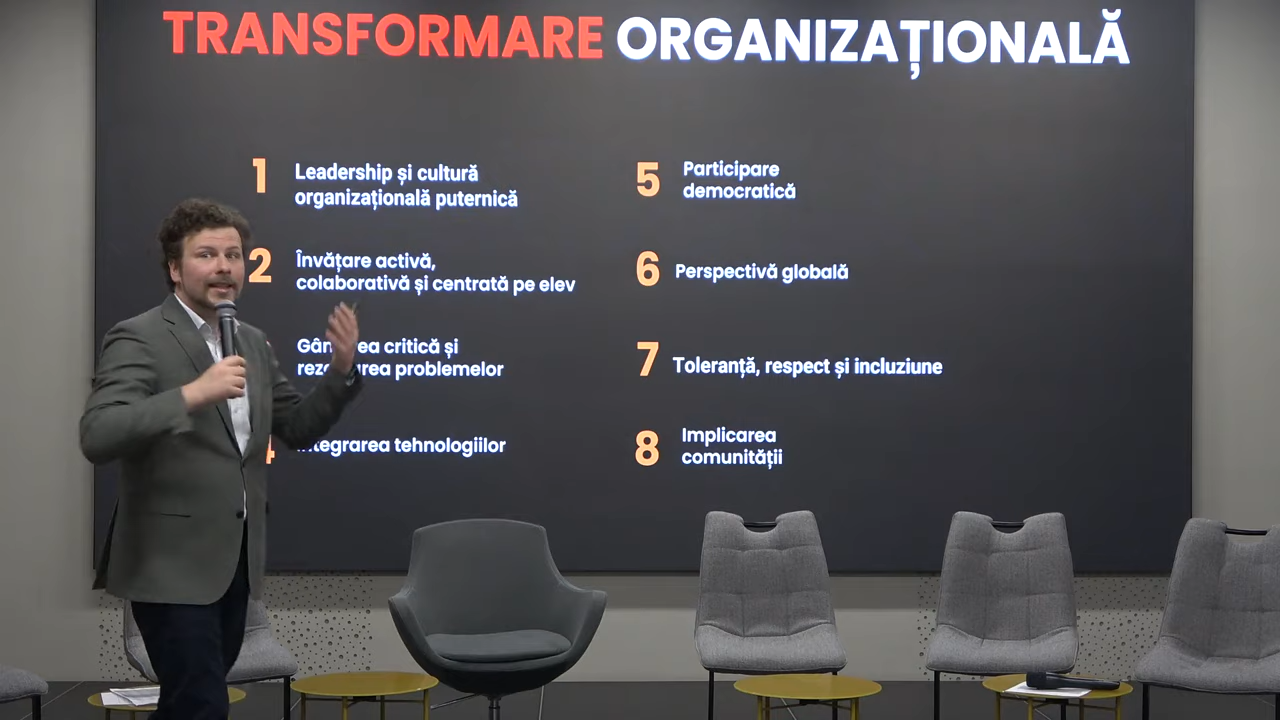 TRANSFORMARE ORGANIZAȚIONALĂ
1 Leadership și cultură
organizațională puternică
2 Învățare activă,
colaborativă și centrată pe elev
critică și
problemelor
tehnologiilor
5 Participare
democratică
6 Perspectivă globală
7 Toleranță, respect și incluziune
8 Implicarea
comunității